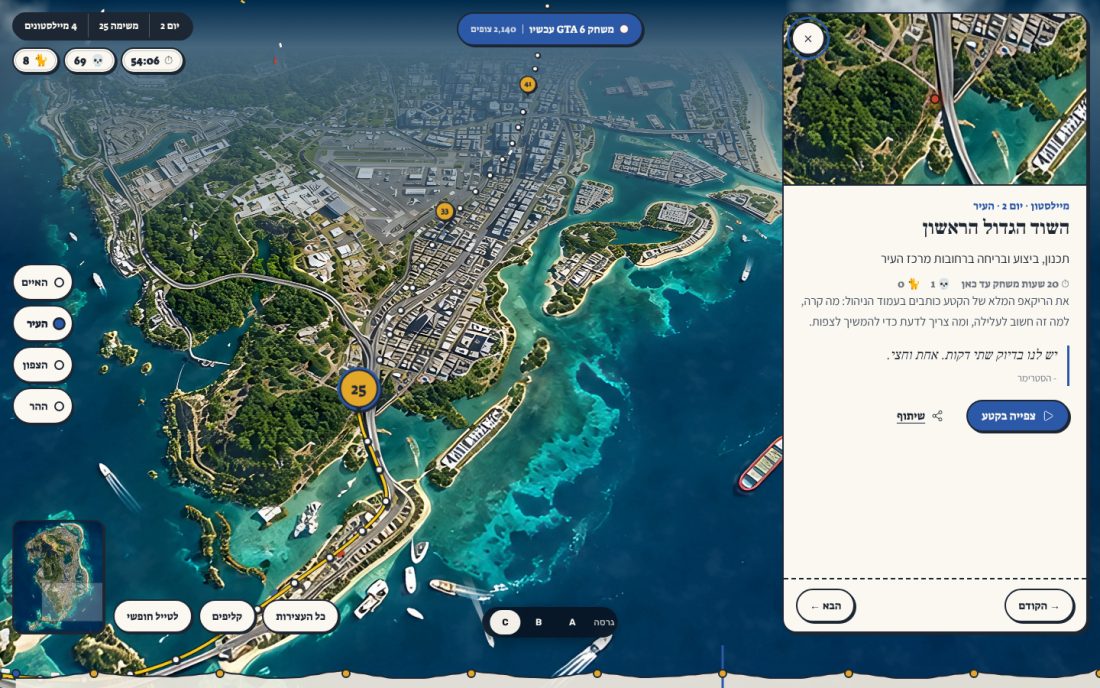 יום 2 | משימה 25 | 4 מיילסטונים
54:06
69
8
משחק GTA 6 עכשיו | 2,140 צופים
41
33
25
האיים
העיר
הצפון
ההר
מיילסטון · יום 2 · העיר
השוד הגדול הראשון
תכנון, ביצוע ובריחה ברחובות מרכז העיר
20 שעות משחק עד כאן 1 0
את הריקאפ המלא של הקטע כותבים בעמוד הניהול: מה קרה,
למה זה חשוב לעלילה, ומה צריך לדעת כדי להמשיך לצפות.
יש לנו בדיוק שתי דקות. אחת וחצי.
- הסטרימר
צפייה בקטע
שיתוף
→ הקודם
הבא ←
כל העצירות
קליפים
לטייל חופשי
גרסה A B C